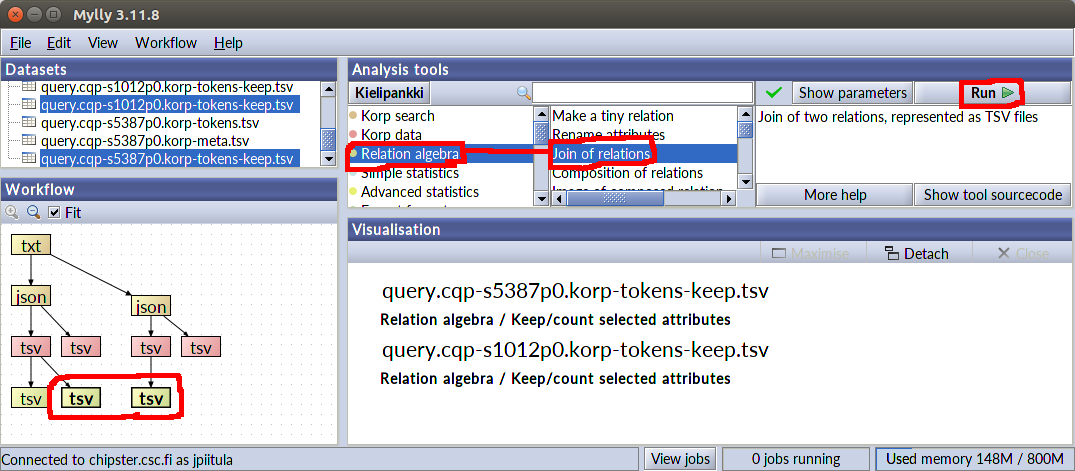 Mylly 3.11.8
File Edit View Workflow Help
Datasets
query.cqp-s1012p0.korp-tokens-keep.tsv
query.cqp-s1012p0.korp-tokens-keep.tsv
query.cqp-s5387p0.korp-tokens.tsv
query.cqp-s5387p0.korp-meta.tsv
query.cqp-s5387p0.korp-tokens-keep.tsv
Workflow
Fit
txt
json
json
tsv tsv tsv tsv
tsv tsv tsv
Analysis tools
Kielipankki
Korp search
Korp data
Relation algebra
Simple statistics
Advanced statistics
Make a tiny relation
Rename attributes
Join of relations
Composition of relations
Image of composed relation
Show parameters Run
Join of two relations, represented as TSV files
More help Show tool sourcecode
Visualisation
Maximise Detach Close
query.cqp-s5387p0.korp-tokens-keep.tsv
Relation algebra / Keep/count selected attributes
query.cqp-s1012p0.korp-tokens-keep.tsv
Relation algebra / Keep/count selected attributes
Connected to chipster.csc.fi as jpiitula View jobs 0 jobs running Used memory 148M / 800M